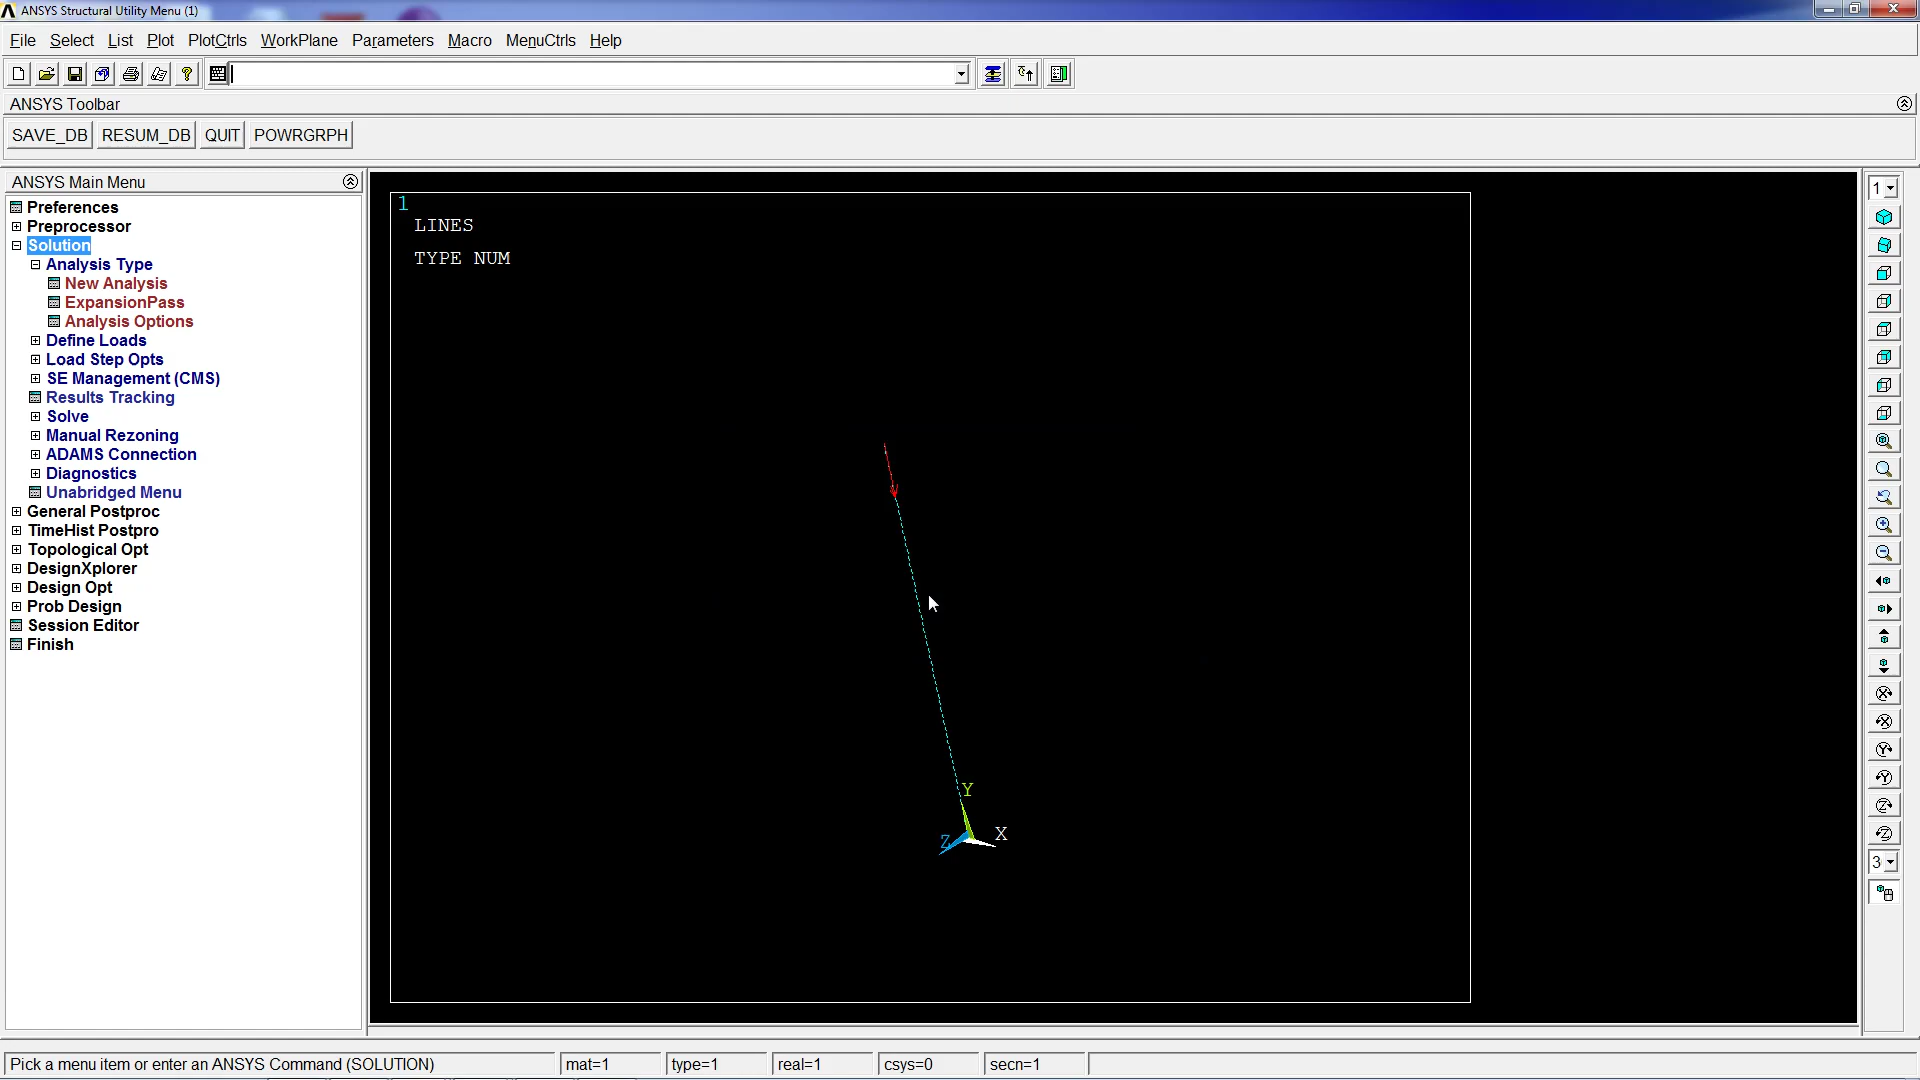 ANSYS Structural Utility Menu (1)
File Select List Plot PlotCtrls WorkPlane Parameters Macro MenuCtrls Help
ANSYS Toolbar
SAVE_DB RESUM_DB QUIT POWRGRPH
ANSYS Main Menu
Preferences
Preprocessor
Solution
Analysis Type
New Analysis
ExpansionPass
Analysis Options
Define Loads
Load Step Opts
SE Management (CMS)
Results Tracking
Solve
Manual Rezoning
ADAMS Connection
Diagnostics
Unabridged Menu
General Postproc
TimeHist Postpro
Topological Opt
DesignXplorer
Design Opt
Prob Design
Session Editor
Finish
1
LINES
TYPE NUM
Y
Z
X
1
3
Pick a menu item or enter an ANSYS Command (SOLUTION) mat=1 type=1 real=1 csys=0 secn=1